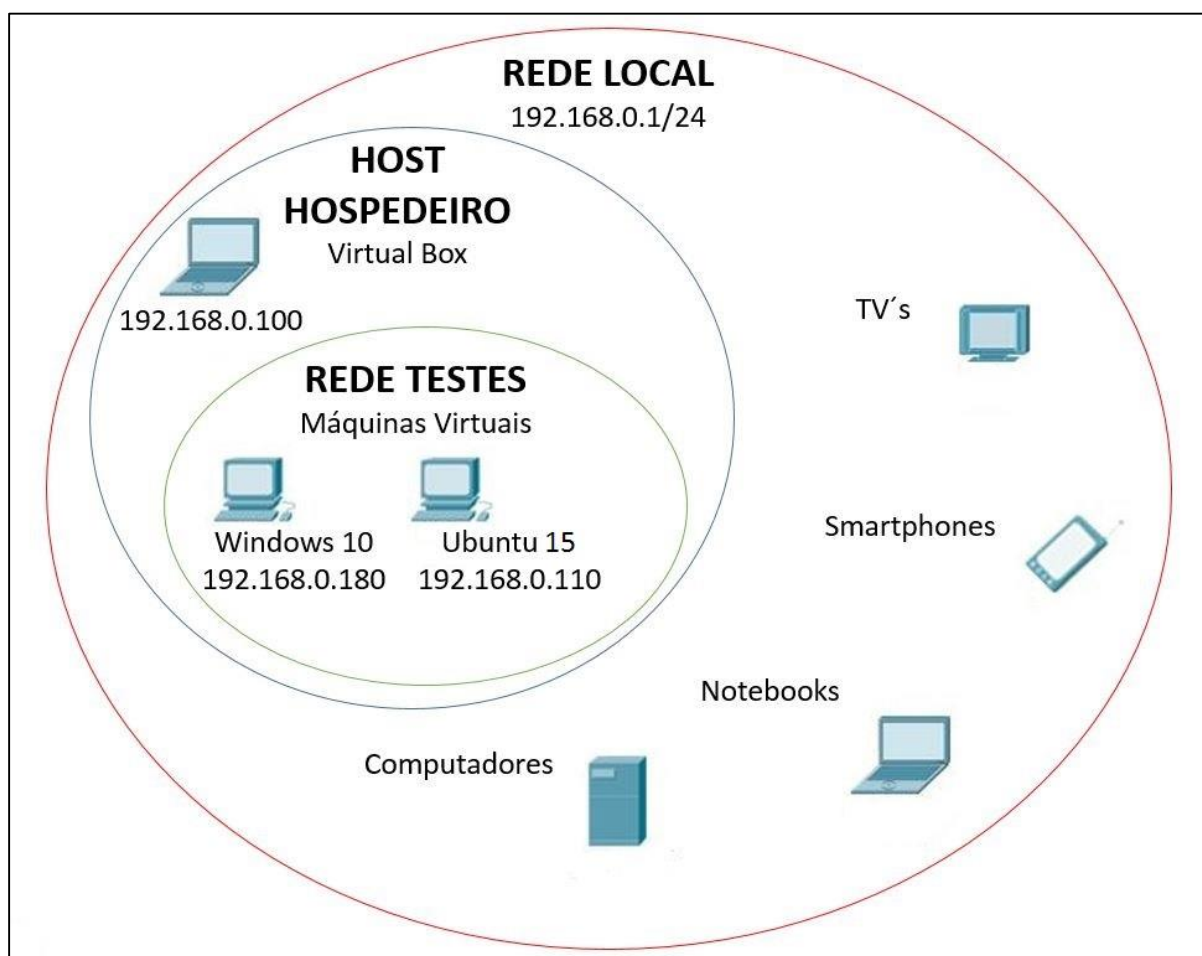 REDE LOCAL
192.168.0.1/24
HOST
HOSPEDEIRO
Virtual Box
192.168.0.100
REDE TESTES
Máquinas Virtuais
Windows 10
192.168.0.180
Ubuntu 15
192.168.0.110
TV´s
Smartphones
Notebooks
Computadores